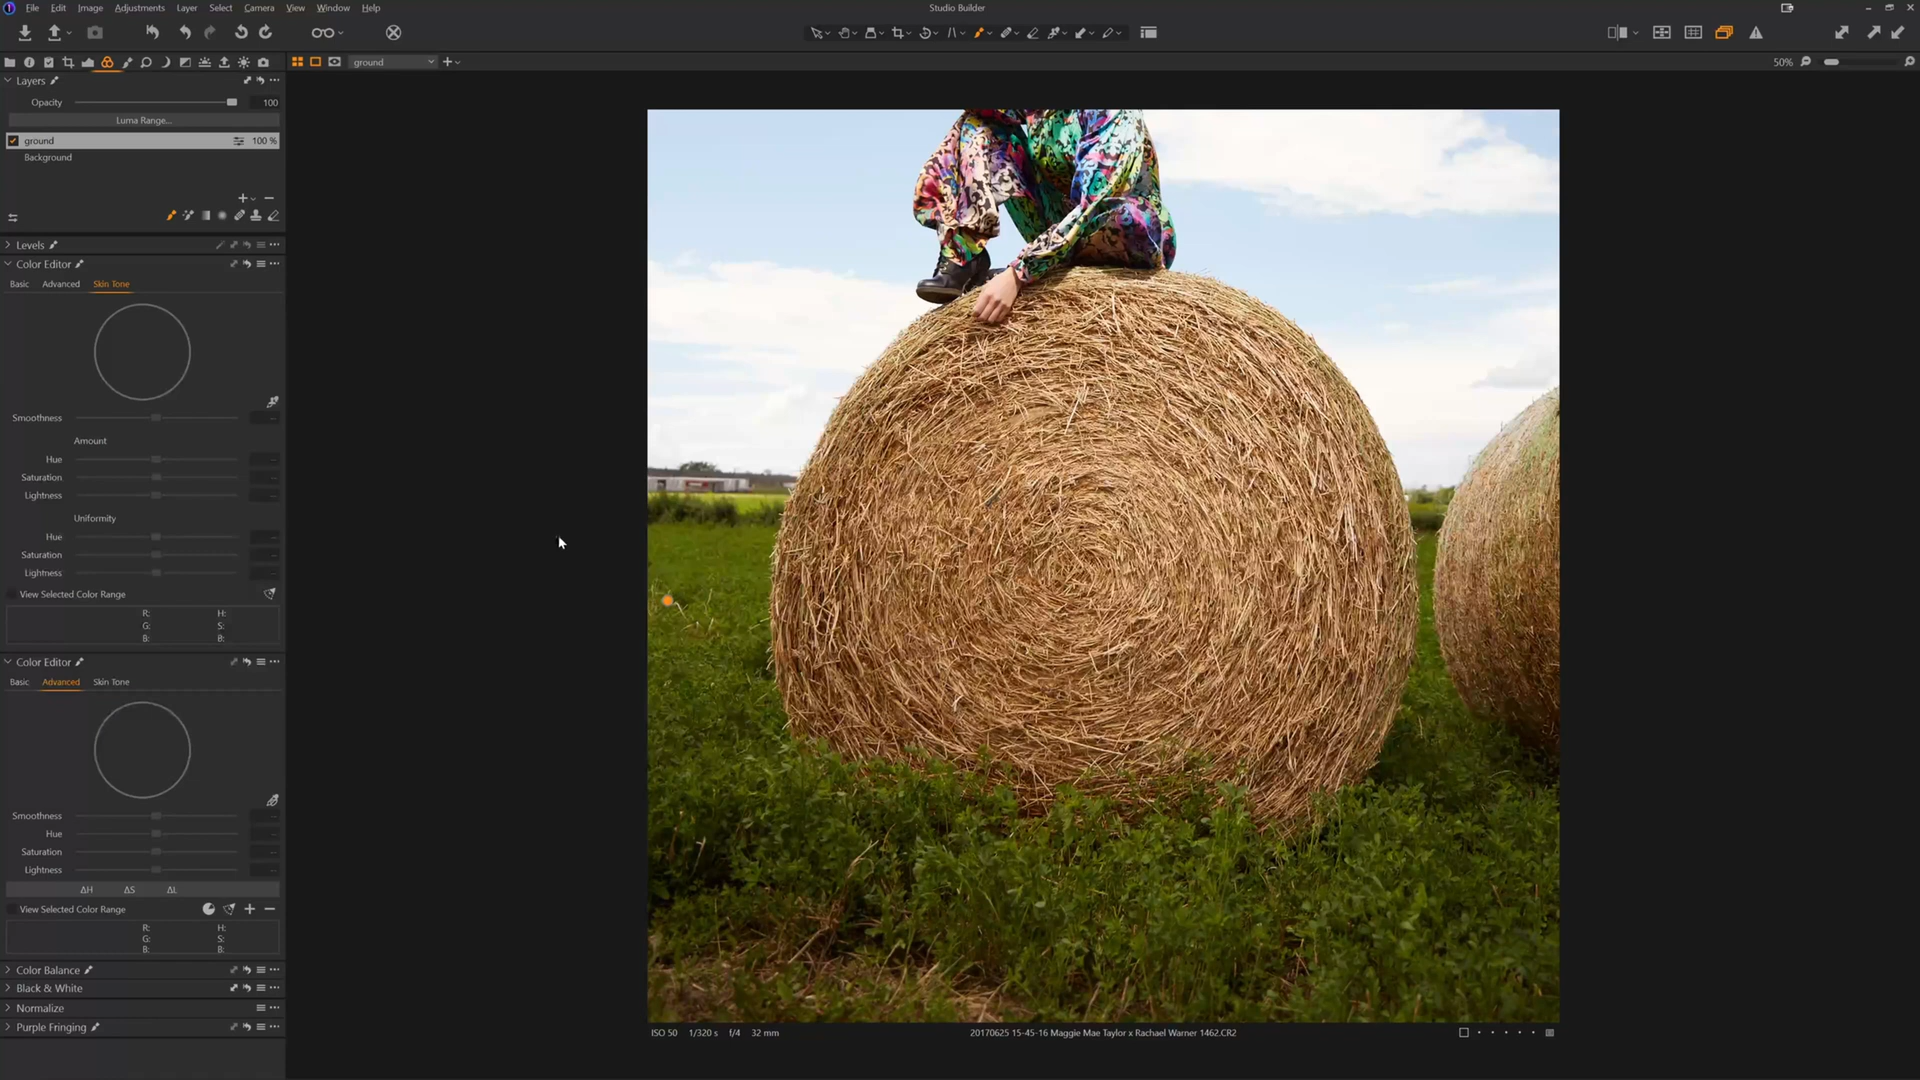 File Edit Image Adjustments Layer Select Camera View Window Help
Studio Builder
ground
50%
Layers
Opacity 100
Luma Range...
ground 100 %
Background
Levels
Color Editor
Basic Advanced Skin Tone
Smoothness
Amount
Hue
Saturation
Lightness
Uniformity
Hue
Saturation
Lightness
View Selected Color Range
R: H:
G: S:
B: B:
Color Editor
Basic Advanced Skin Tone
Smoothness
Hue
Saturation
Lightness
ΔH ΔS ΔL
View Selected Color Range
R: H:
G: S:
B: B:
Color Balance
Black & White
Normalize
Purple Fringing
ISO 50 1/320 s f/4 32 mm
20170625 15-45-16 Maggie Mae Taylor x Rachael Warner 1462.CR2